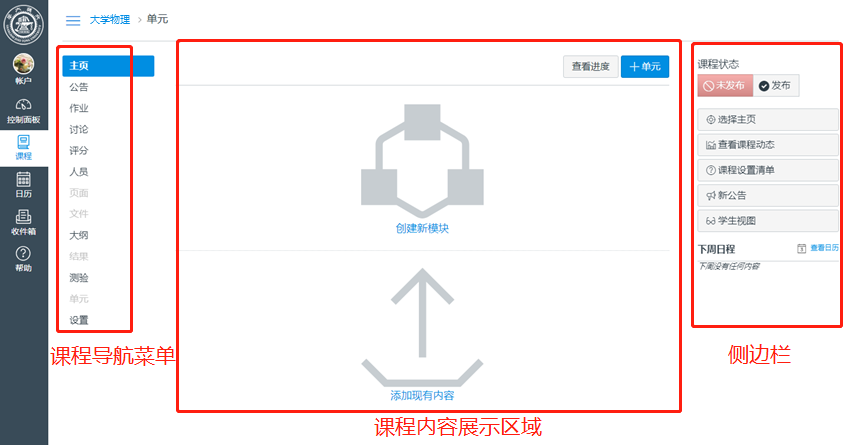 大学物理 › 单元
帐户
控制面板
课程
日历
收件箱
帮助
主页
公告
作业
讨论
评分
人员
页面
文件
大纲
结果
测验
单元
设置
课程导航菜单
查看进度
+单元
创建新模块
添加现有内容
课程内容展示区域
课程状态
未发布 发布
选择主页
查看课程动态
课程设置清单
新公告
学生视图
下周日程 查看日历
下周没有任何内容
侧边栏